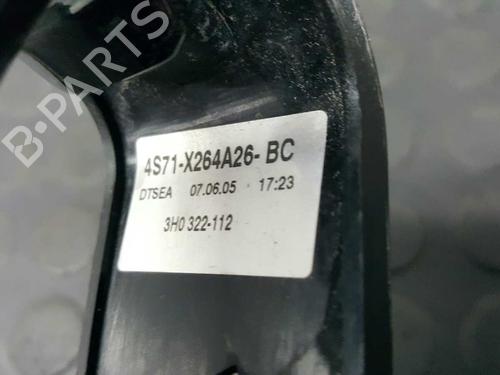 B-PARTS
4S71-X264A26- BC
DTSEA 07.06.05 17:23
3H0 322-112